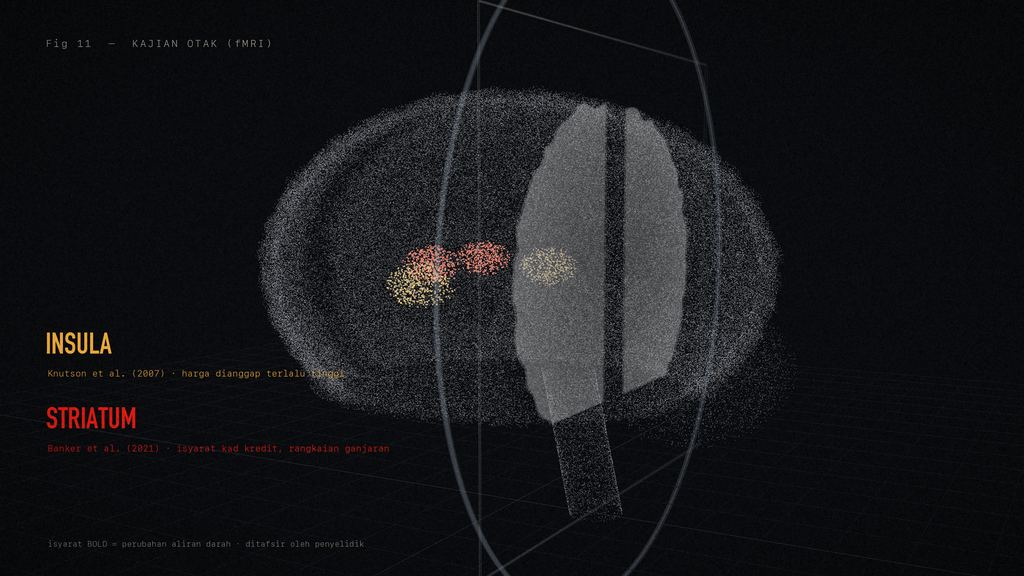 Fig 11 — KAJIAN OTAK (fMRI)
INSULA
Knutson et al. (2007) · harga dianggap terlalu tinggi
STRIATUM
Banker et al. (2021) · isyarat kad kredit, rangkaian ganjaran
isyarat BOLD = perubahan aliran darah · ditafsir oleh penyelidik